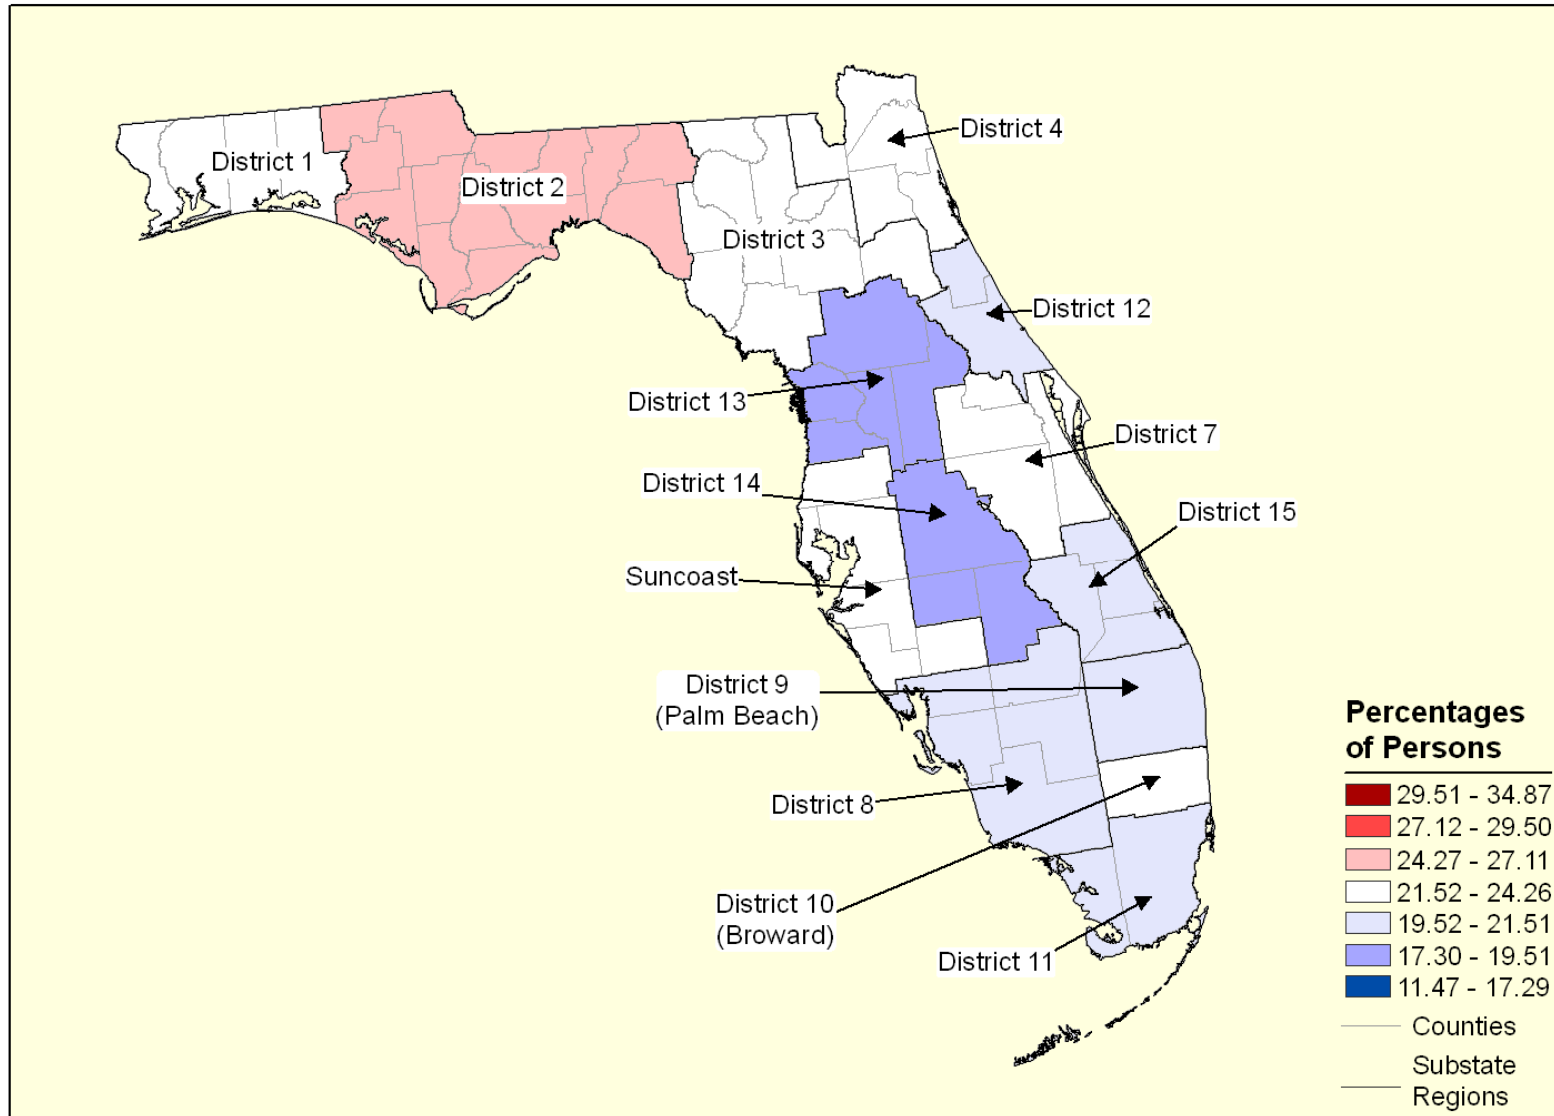 District 4
District 1
District 2
District 3
District 12
District 13
District 7
District 14
District 15
Suncoast
District 9
(Palm Beach)
District 8
District 10
(Broward)
District 11
Percentages
of Persons
29.51 - 34.87
27.12 - 29.50
24.27 - 27.11
21.52 - 24.26
19.52 - 21.51
17.30 - 19.51
11.47 - 17.29
Counties
Substate
Regions